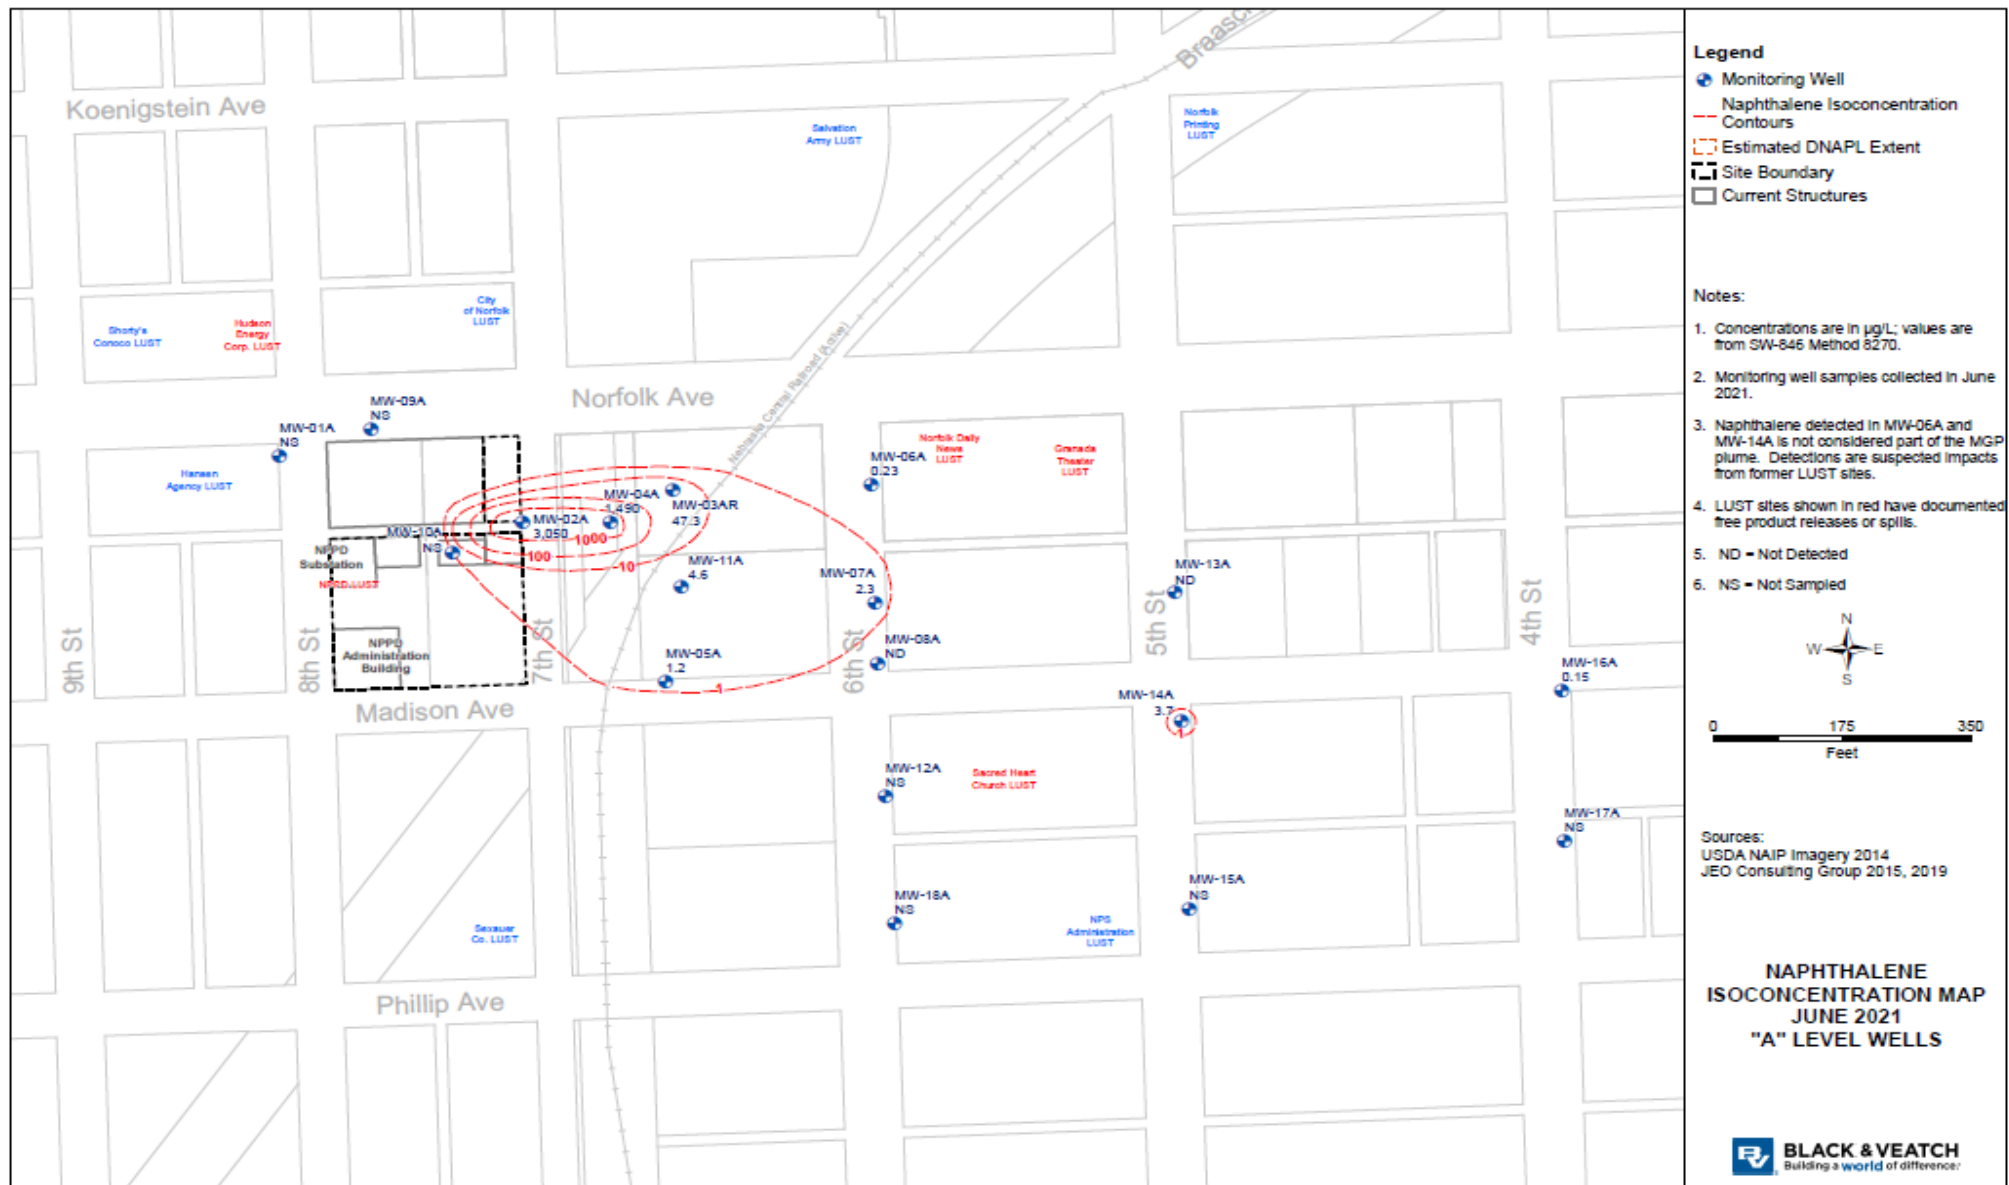 Koenigstein Ave
Braasc
Salvation
Army LUST
Norfolk
Printing
LUST
City
of Norfolk
LUST
Shorty's
Conoco LUST
Hudson
Energy
Corp. LUST
Nebraska Central Railroad (Active)
Norfolk Ave
MW-09A
NS
MW-01A
NS
Hansen
Agency LUST
MW-06A
0.23
Norfolk Daily
News
LUST
Granada
Theater
LUST
MW-04A
1,490
MW-03AR
47.3
MW-02A
3,050
1000
100
10
MW-10A
NS
NPPD
Substation
NPPD LUST
MW-11A
4.6
MW-07A
2.3
MW-13A
ND
NPPD
Administration
Building
MW-05A
1.2
1
MW-08A
ND
9th St
8th St
7th St
6th St
5th St
4th St
MW-16A
0.15
MW-14A
3.7
1
Madison Ave
MW-12A
NS
Sacred Heart
Church LUST
MW-17A
NS
MW-18A
NS
MW-15A
NS
Sexauer
Co. LUST
NPS
Administration
LUST
Phillip Ave
Legend
Monitoring Well
Naphthalene Isoconcentration
Contours
Estimated DNAPL Extent
Site Boundary
Current Structures
Notes:
1. Concentrations are in µg/L; values are
from SW-846 Method 8270.
2. Monitoring well samples collected in June
2021.
3. Naphthalene detected in MW-06A and
MW-14A is not considered part of the MGP
plume. Detections are suspected impacts
from former LUST sites.
4. LUST sites shown in red have documented
free product releases or spills.
5. ND = Not Detected
6. NS = Not Sampled
N
W E
S
0 175 350
Feet
Sources:
USDA NAIP Imagery 2014
JEO Consulting Group 2015, 2019
NAPHTHALENE
ISOCONCENTRATION MAP
JUNE 2021
"A" LEVEL WELLS
BV
BLACK & VEATCH
Building a world of difference.